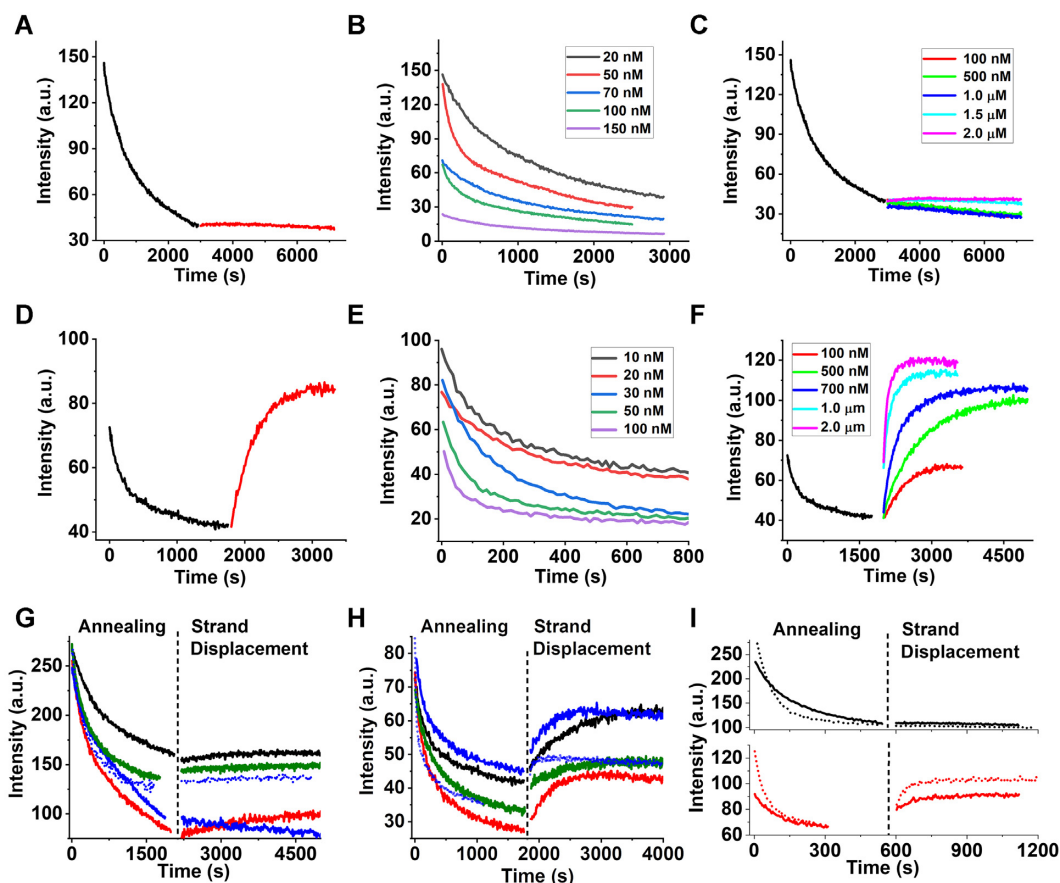 A
Intensity (a.u.)
150
120
90
60
30
0 2000 4000 6000
Time (s)
B
Intensity (a.u.)
150
120
90
60
30
0
0 1000 2000 3000
Time (s)
20 nM
50 nM
70 nM
100 nM
150 nM
C
Intensity (a.u.)
150
120
90
60
30
0 2000 4000 6000
Time (s)
100 nM
500 nM
1.0 μM
1.5 μM
2.0 μM
D
Intensity (a.u.)
100
80
60
40
0 1000 2000 3000
Time (s)
E
Intensity (a.u.)
100
80
60
40
20
0 200 400 600 800
Time (s)
10 nM
20 nM
30 nM
50 nM
100 nM
F
Intensity (a.u.)
120
100
80
60
40
0 1500 3000 4500
Time (s)
100 nM
500 nM
700 nM
1.0 μm
2.0 μm
G
Annealing
Strand
Displacement
Intensity (a.u.)
250
200
150
100
0 1500 3000 4500
Time (s)
H
Annealing
Strand
Displacement
Intensity (a.u.)
85
75
65
55
45
35
25
0 1000 2000 3000 4000
Time (s)
I
Annealing
Strand
Displacement
Intensity (a.u.)
250
200
150
100
120
100
80
60
0 300 600 900 1200
Time (s)